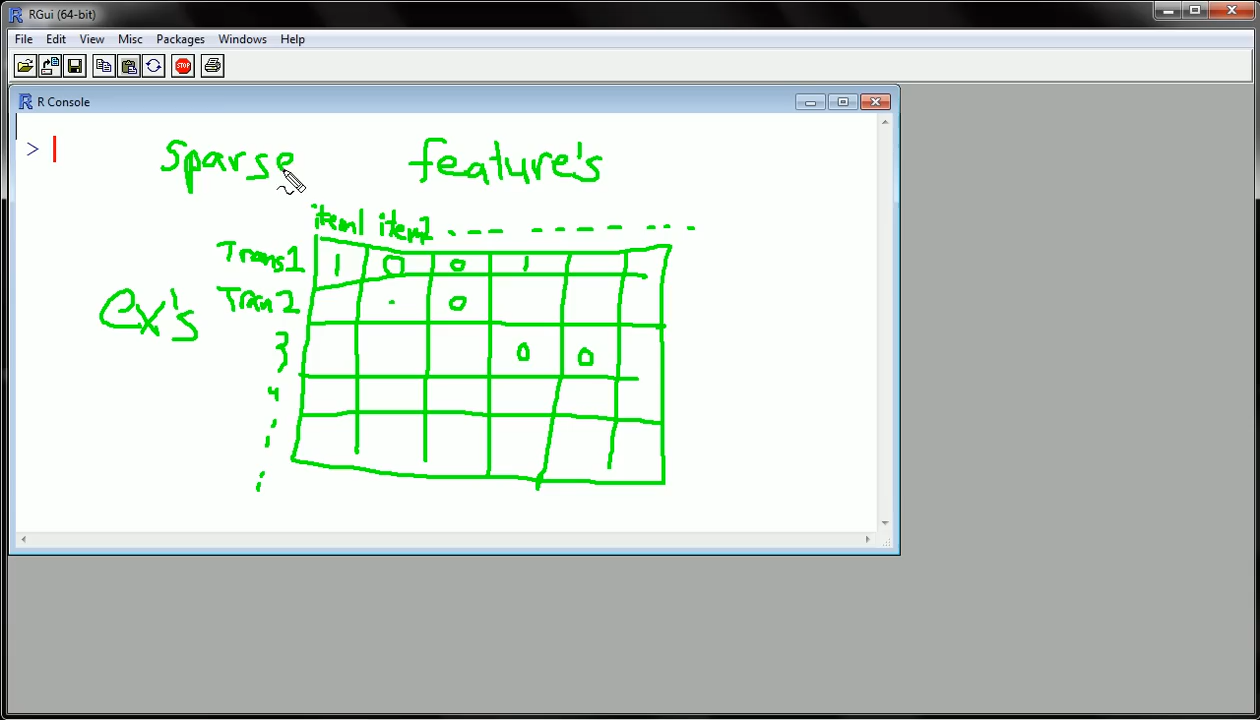 RGui (64-bit)
File Edit View Misc Packages Windows Help
STOP
R Console
>
Sparse feature's
item1 item2
Trans1 1 0 0 1
ex's
Tran2 0
3 0 0
4